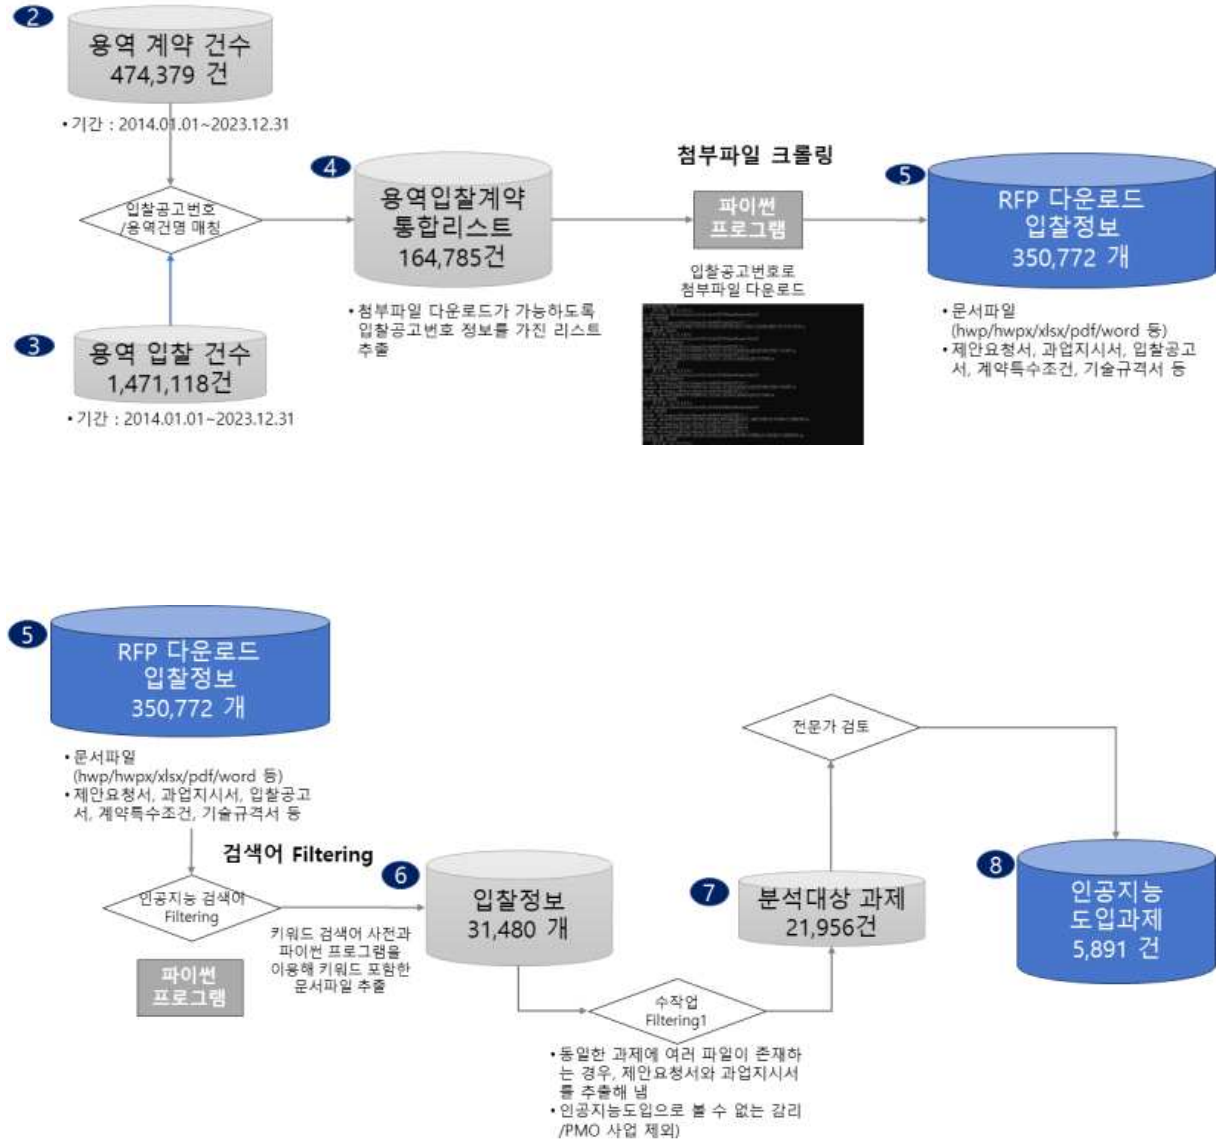 2
용역 계약 건수
474,379 건
• 기간 : 2014.01.01~2023.12.31
입찰공고번호
/용역건명 매칭
3
용역 입찰 건수
1,471,118건
• 기간 : 2014.01.01~2023.12.31
4
용역입찰계약
통합리스트
164,785건
• 첨부파일 다운로드가 가능하도록
입찰공고번호 정보를 가진 리스트
추출
첨부파일 크롤링
파이썬
프로그램
입찰공고번호로
첨부파일 다운로드
5
RFP 다운로드
입찰정보
350,772 개
• 문서파일
(hwp/hwpx/xlsx/pdf/word 등)
• 제안요청서, 과업지시서, 입찰공고
서, 계약특수조건, 기술규격서 등
5
RFP 다운로드
입찰정보
350,772 개
• 문서파일
(hwp/hwpx/xlsx/pdf/word 등)
• 제안요청서, 과업지시서, 입찰공고
서, 계약특수조건, 기술규격서 등
검색어 Filtering
인공지능 검색어
Filtering
파이썬
프로그램
키워드 검색어 사전과
파이썬 프로그램을
이용해 키워드 포함한
문서파일 추출
6
입찰정보
31,480 개
수작업
Filtering1
• 동일한 과제에 여러 파일이 존재하
는 경우, 제안요청서와 과업지시서
를 추출해 냄
• 인공지능도입으로 볼 수 없는 감리
/PMO 사업 제외)
7
분석대상 과제
21,956건
전문가 검토
8
인공지능
도입과제
5,891 건